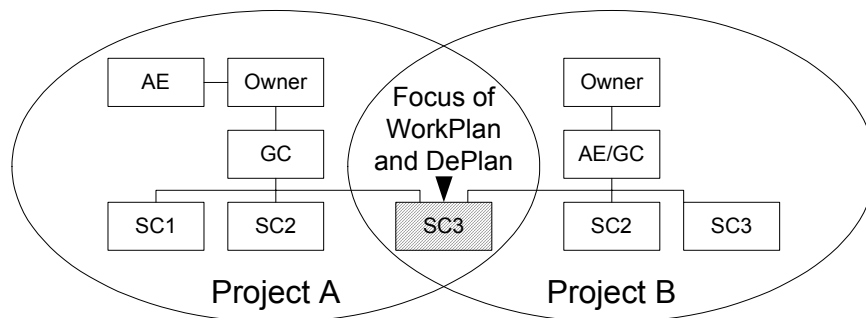 AE
Owner
GC
SC1
SC2
Project A
Focus of
WorkPlan
and DePlan
SC3
Owner
AE/GC
SC2
SC3
Project B